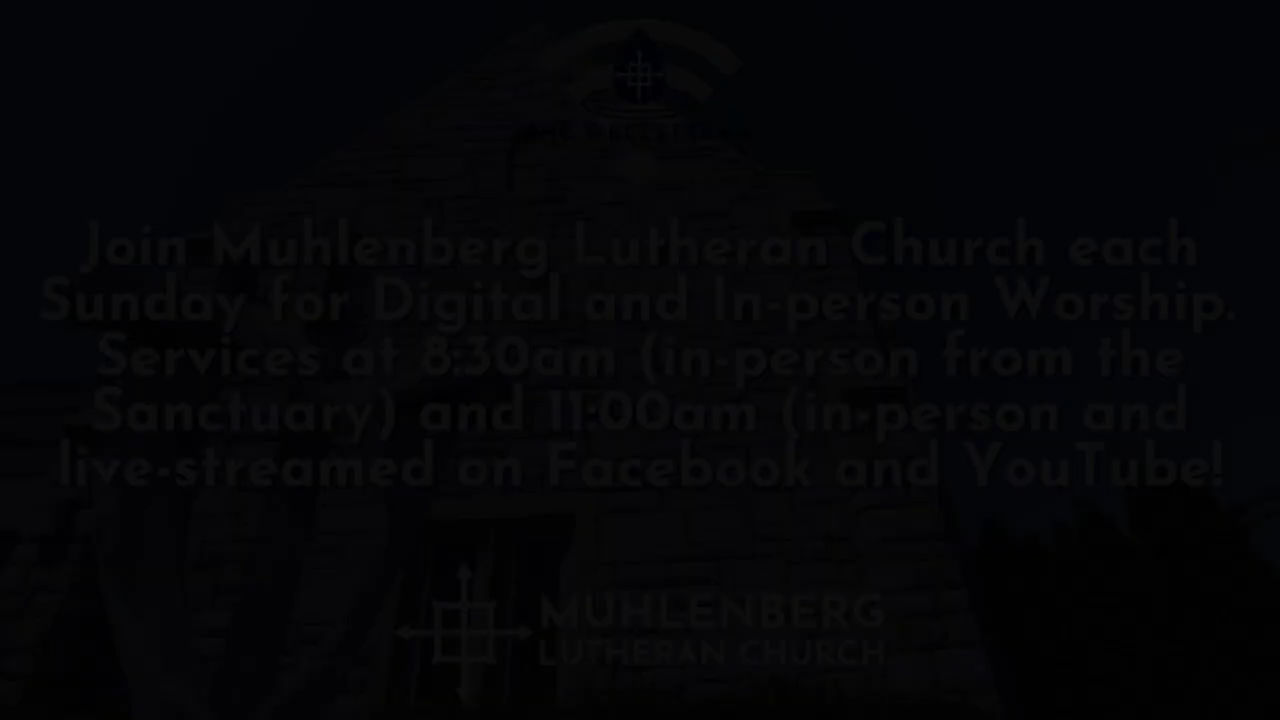 Join Muhlenberg Lutheran Church each
Sunday for Digital and In-person Worship.
Services at 8:30am (in-person from the
Sanctuary) and 11:00am (in-person and
live-streamed on Facebook and YouTube!
MUHLENBERG
LUTHERAN CHURCH